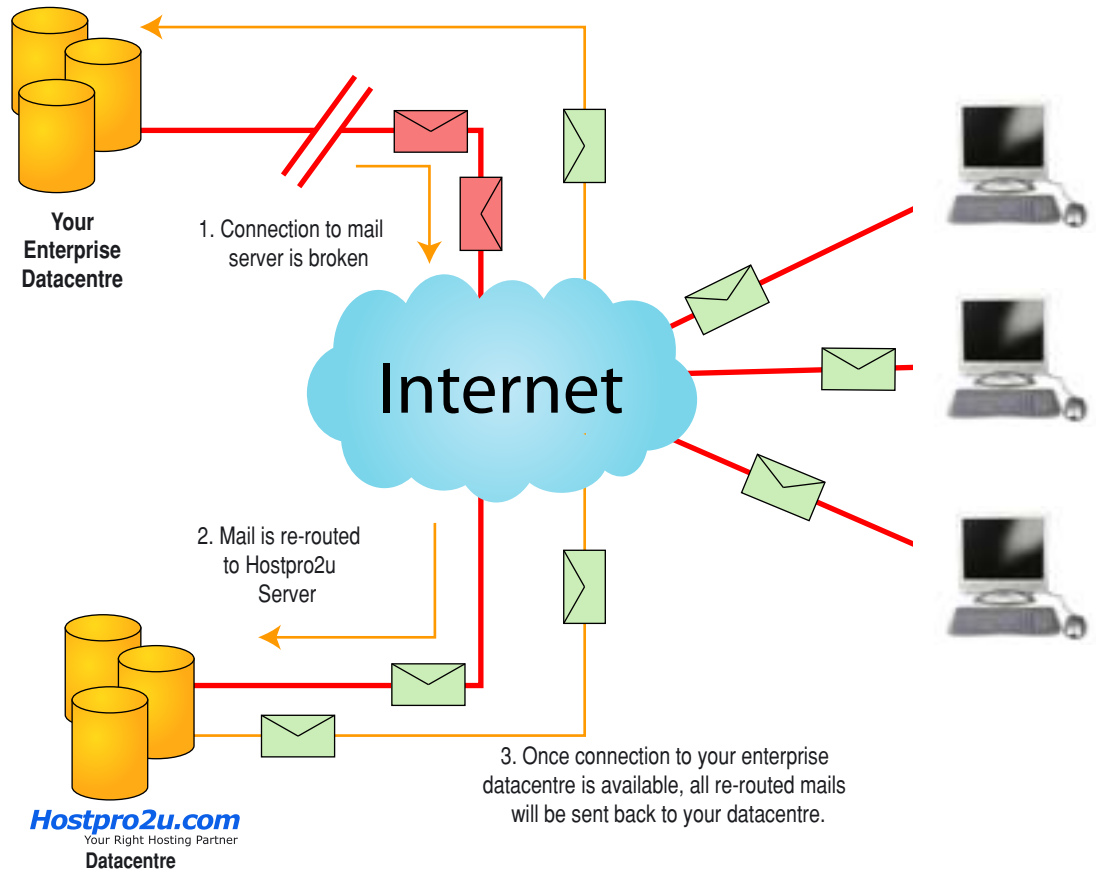 Your
Enterprise
Datacentre
1. Connection to mail
server is broken
Internet
2. Mail is re-routed
to Hostpro2u
Server
3. Once connection to your enterprise
datacentre is available, all re-routed mails
will be sent back to your datacentre.
Hostpro2u.com
Your Right Hosting Partner
Datacentre